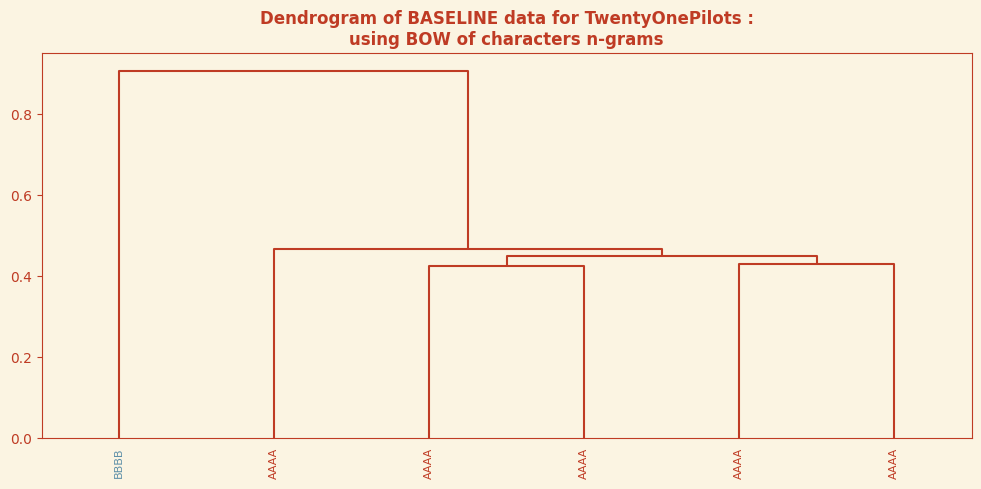 Dendrogram of BASELINE data for TwentyOnePilots :
using BOW of characters n-grams
0.8
0.6
0.4
0.2
0.0
BBBB
AAAA
AAAA
AAAA
AAAA
AAAA